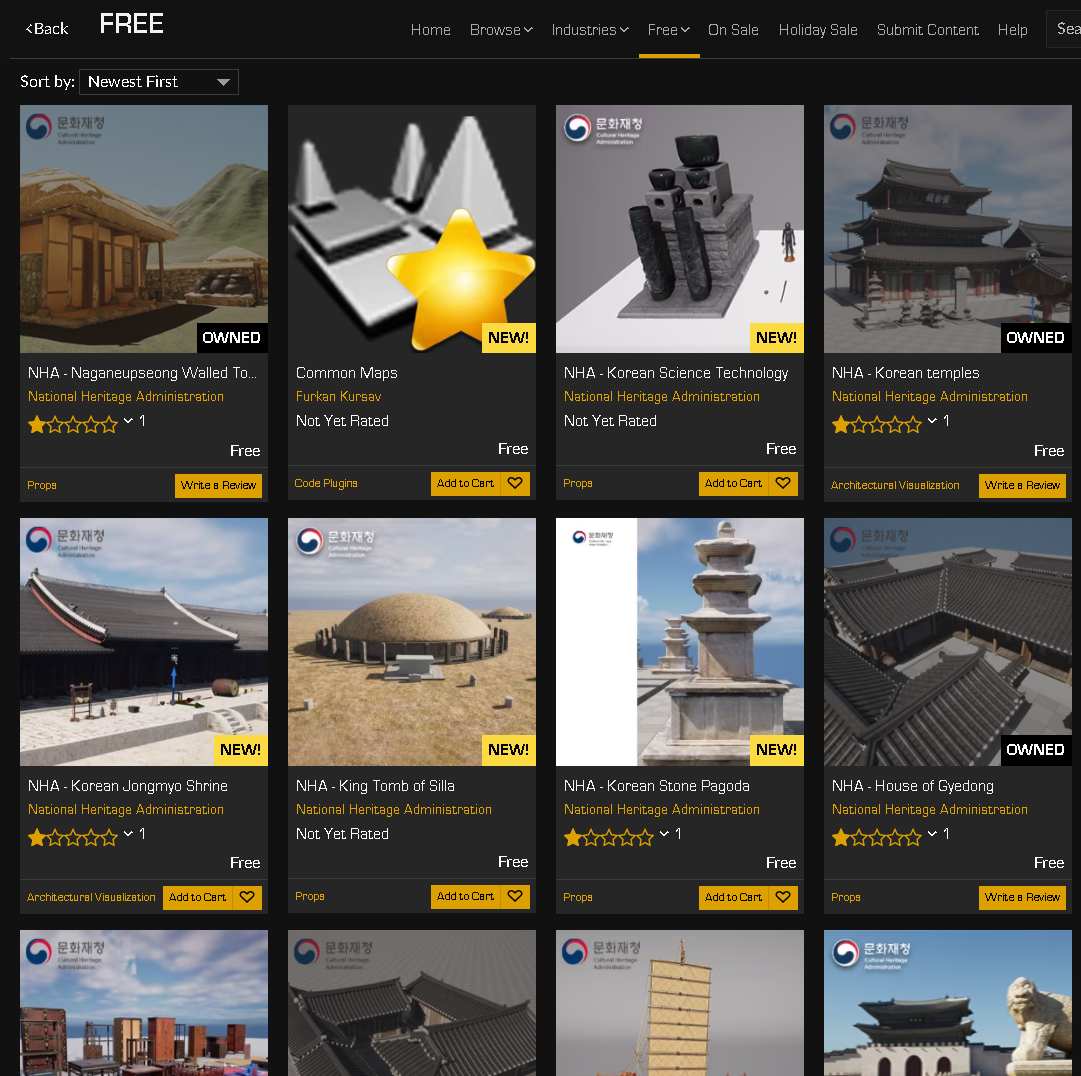 Back
FREE
Home
Browse
Industries
Free
On Sale
Holiday Sale
Submit Content
Help
Sea
Sort by:
Newest First
문화재청
Cultural Heritage
Administration
OWNED
NHA - Naganeupseong Walled To...
National Heritage Administration
1
Free
Props
Write a Review
NEW!
Common Maps
Furkan Kursav
Not Yet Rated
Free
Code Plugins
Add to Cart
문화재청
Cultural Heritage
Administration
NEW!
NHA - Korean Science Technology
National Heritage Administration
Not Yet Rated
Free
Props
Add to Cart
문화재청
Cultural Heritage
Administration
OWNED
NHA - Korean temples
National Heritage Administration
1
Free
Architectural Visualization
Write a Review
문화재청
Cultural Heritage
Administration
NEW!
NHA - Korean Jongmyo Shrine
National Heritage Administration
1
Free
Architectural Visualization
Add to Cart
문화재청
Cultural Heritage
Administration
NEW!
NHA - King Tomb of Silla
National Heritage Administration
Not Yet Rated
Free
Props
Add to Cart
문화재청
NEW!
NHA - Korean Stone Pagoda
National Heritage Administration
1
Free
Props
Add to Cart
문화재청
Cultural Heritage
Administration
OWNED
NHA - House of Gyedong
National Heritage Administration
1
Free
Props
Write a Review
문화재청
Cultural Heritage
Administration
문화재청
Cultural Heritage
Administration
문화재청
Cultural Heritage
Administration
문화재청
Cultural Heritage
Administration